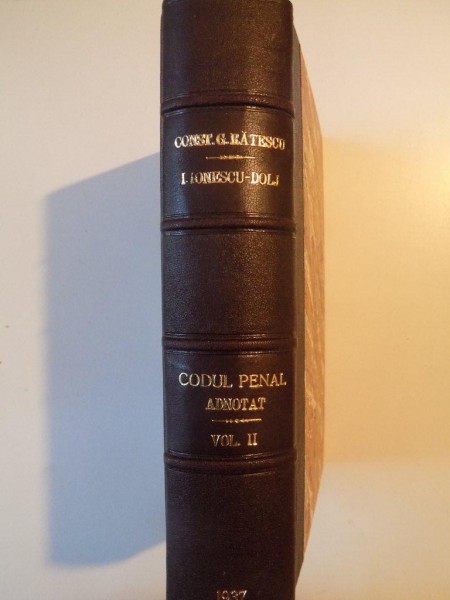 CONST. G. RĂTESCU
I. IONESCU-DOLJ
CODUL PENAL
ADNOTAT
VOL. II
1937